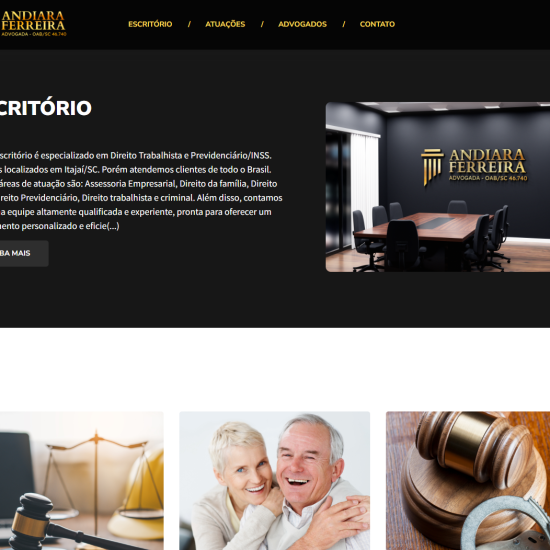 ANDIARA
FERREIRA
ADVOGADA - OAB/SC 46.740
ESCRITÓRIO / ATUAÇÕES / ADVOGADOS / CONTATO
CRITÓRIO
scritório é especializado em Direito Trabalhista e Previdenciário/INSS.
s localizados em Itajaí/SC. Porém atendemos clientes de todo o Brasil.
áreas de atuação são: Assessoria Empresarial, Direito da família, Direito
reito Previdenciário, Direito trabalhista e criminal. Além disso, contamos
a equipe altamente qualificada e experiente, pronta para oferecer um
mento personalizado e eficie(...)
BA MAIS
ANDIARA
FERREIRA
ADVOGADA - OAB/SC 46.740